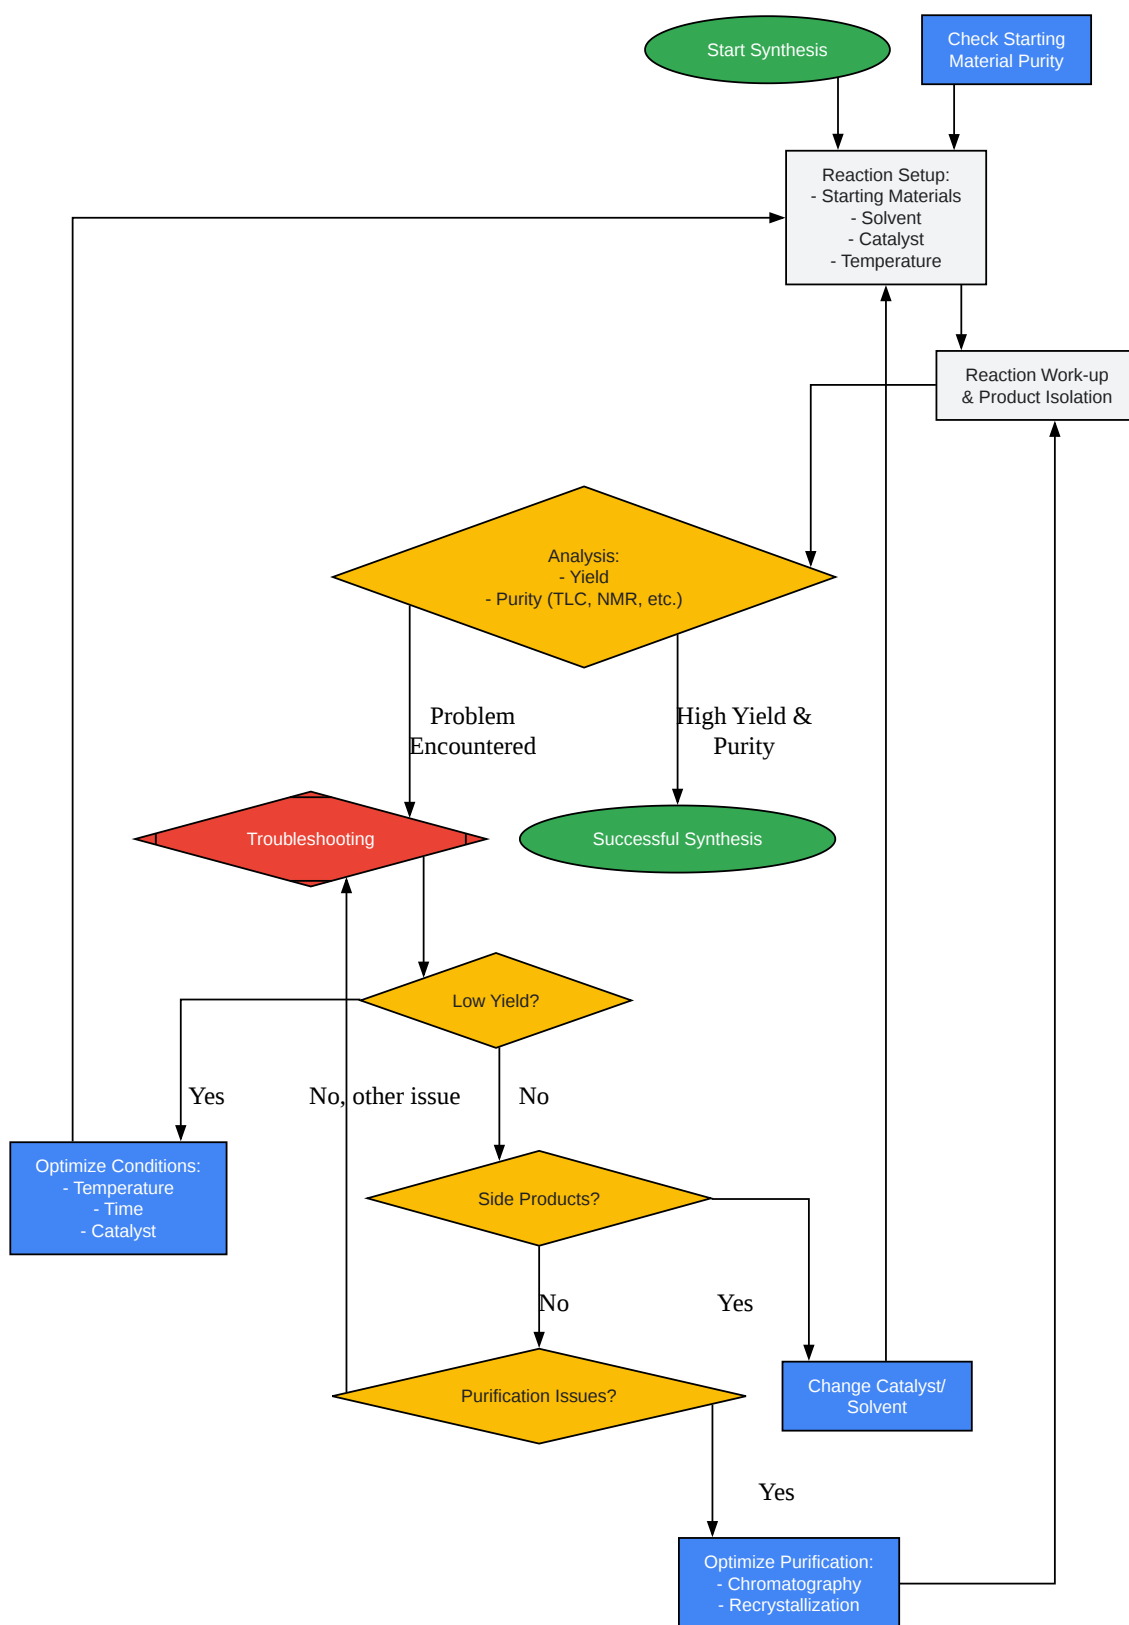 Start Synthesis
Check Starting
Material Purity
Reaction Setup:
- Starting Materials
- Solvent
- Catalyst
- Temperature
Reaction Work-up
& Product Isolation
Analysis:
- Yield
- Purity (TLC, NMR, etc.)
Problem
Encountered
High Yield &
Purity
Troubleshooting
Successful Synthesis
Low Yield?
Yes
No, other issue
No
Optimize Conditions:
- Temperature
- Time
- Catalyst
Side Products?
No
Yes
Purification Issues?
Change Catalyst/
Solvent
Yes
Optimize Purification:
- Chromatography
- Recrystallization